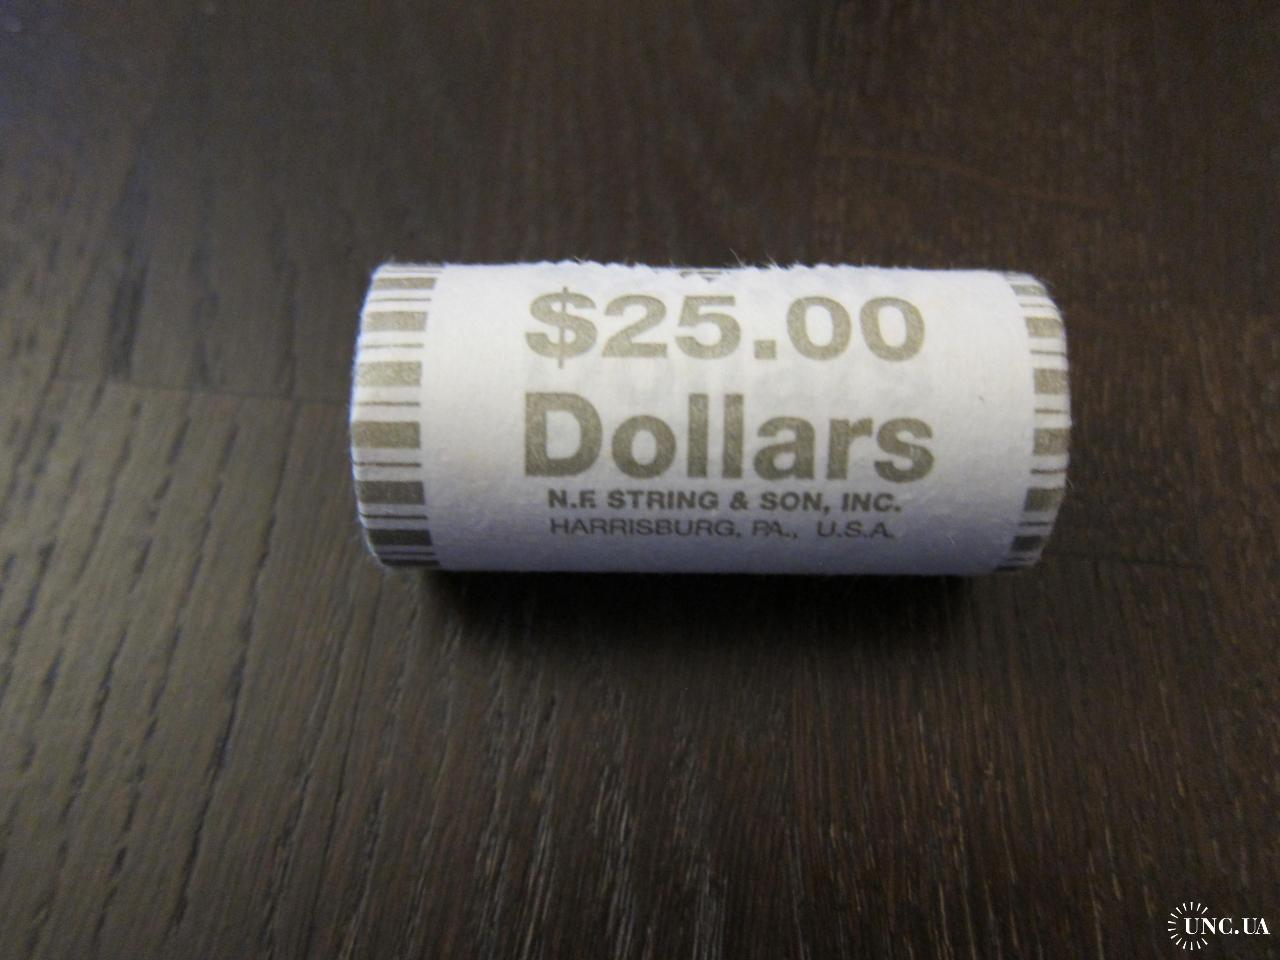 $25.00
Dollars
N.F. STRING & SON, INC.
HARRISBURG, PA., U.S.A.
UNC.UA